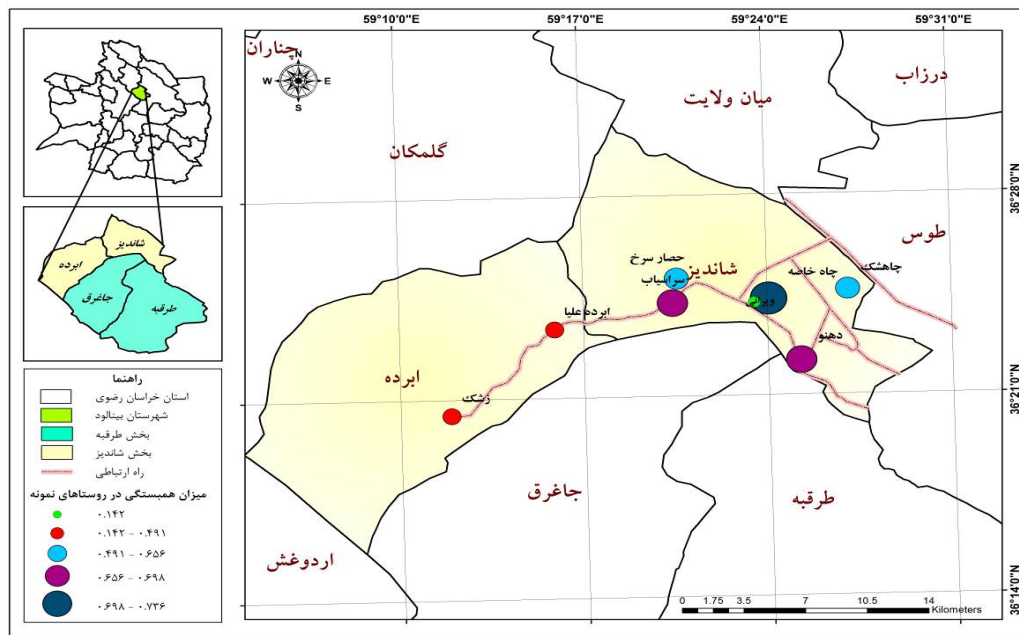 59°10'0"E
59°17'0"E
59°24'0"E
59°31'0"E
چناران
N
W E
S
درزاب
میان ولایت
گلمکان
36°28'0"N
طوس
شاندیز
ابرده
جاغرق
طرقبه
حصار سرخ
شاندیز
سراسیاب
چاه خاصه
چاهشک
ابرده علیا
دهنو
ابرده
زشک
36°21'0"N
جاغرق
طرقبه
اردوغش
36°14'0"N
راهنما
استان خراسان رضوی
شهرستان بینالود
بخش طرقبه
بخش شاندیز
راه ارتباطی
میزان همبستگی در روستاهای نمونه
۰.۱۴۲
۰.۱۴۲ - ۰.۴۹۱
۰.۴۹۱ - ۰.۶۵۶
۰.۶۵۶ - ۰.۶۹۸
۰.۶۹۸ - ۰.۷۳۶
0 1.75 3.5 7 10.5 14
Kilometers